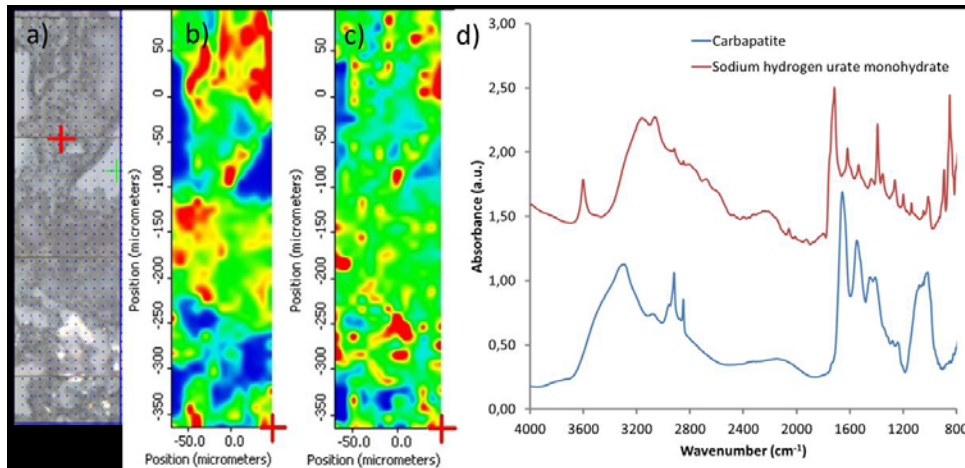 a)
b)
c)
d)
50
0
-50
-100
-150
-200
-250
-300
-350
Position (micrometers)
-50.0 0.0
Position (micrometers)
50
0
-50
-100
-150
-200
-250
-300
-350
Position (micrometers)
-50.0 0.0
Position (micrometers)
Carbapatite
Sodium hydrogen urate monohydrate
3,00
2,50
2,00
1,50
1,00
0,50
0,00
Absorbance (a.u.)
4000 3600 3200 2800 2400 2000 1600 1200 800
Wavenumber (cm⁻¹)